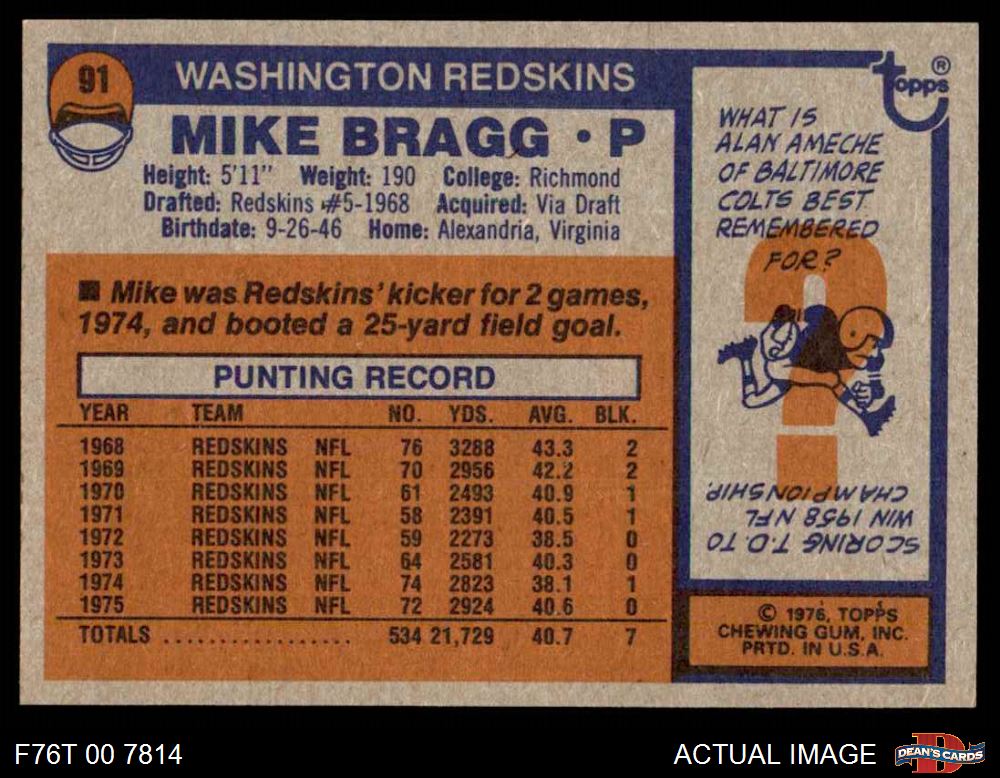 91
WASHINGTON REDSKINS
MIKE BRAGG • P
Height: 5'11" Weight: 190 College: Richmond
Drafted: Redskins #5-1968 Acquired: Via Draft
Birthdate: 9-26-46 Home: Alexandria, Virginia
■ Mike was Redskins' kicker for 2 games,
1974, and booted a 25-yard field goal.
PUNTING RECORD
YEAR TEAM NO. YDS. AVG. BLK.
1968 REDSKINS NFL 76 3288 43.3 2
1969 REDSKINS NFL 70 2956 42.2 2
1970 REDSKINS NFL 61 2493 40.9 1
1971 REDSKINS NFL 58 2391 40.5 1
1972 REDSKINS NFL 59 2273 38.5 0
1973 REDSKINS NFL 64 2581 40.3 0
1974 REDSKINS NFL 74 2823 38.1 1
1975 REDSKINS NFL 72 2924 40.6 0
TOTALS .................. 534 21,729 40.7 7
topps ®
WHAT IS
ALAN AMECHE
OF BALTIMORE
COLTS BEST
REMEMBERED
FOR?
?
SCORING T.D. TO
WIN 1958 NFL
CHAMPIONSHIP.
© 1976, TOPPS
CHEWING GUM, INC.
PRTD. IN U.S.A.
F76T 00 7814
ACTUAL IMAGE
D
DEAN'S CARDS